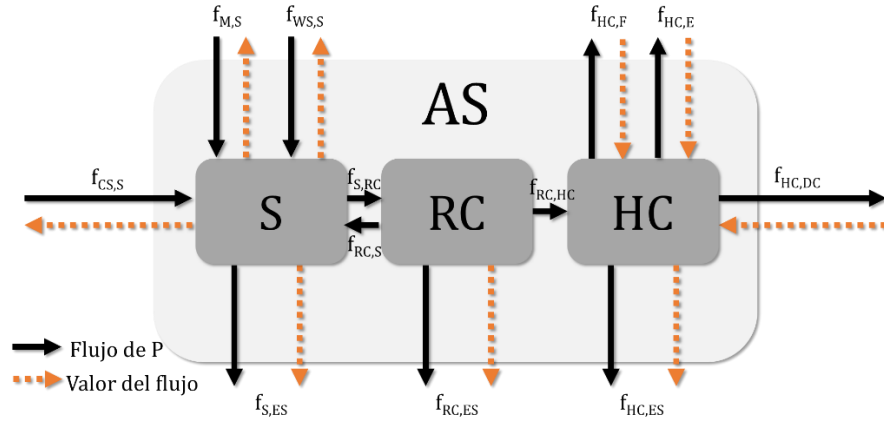 f_M,S
f_WS,S
f_HC,F
f_HC,E
AS
f_CS,S
f_S,RC
f_RC,HC
f_HC,DC
S
RC
HC
f_RC,S
Flujo de P
Valor del flujo
f_S,ES
f_RC,ES
f_HC,ES